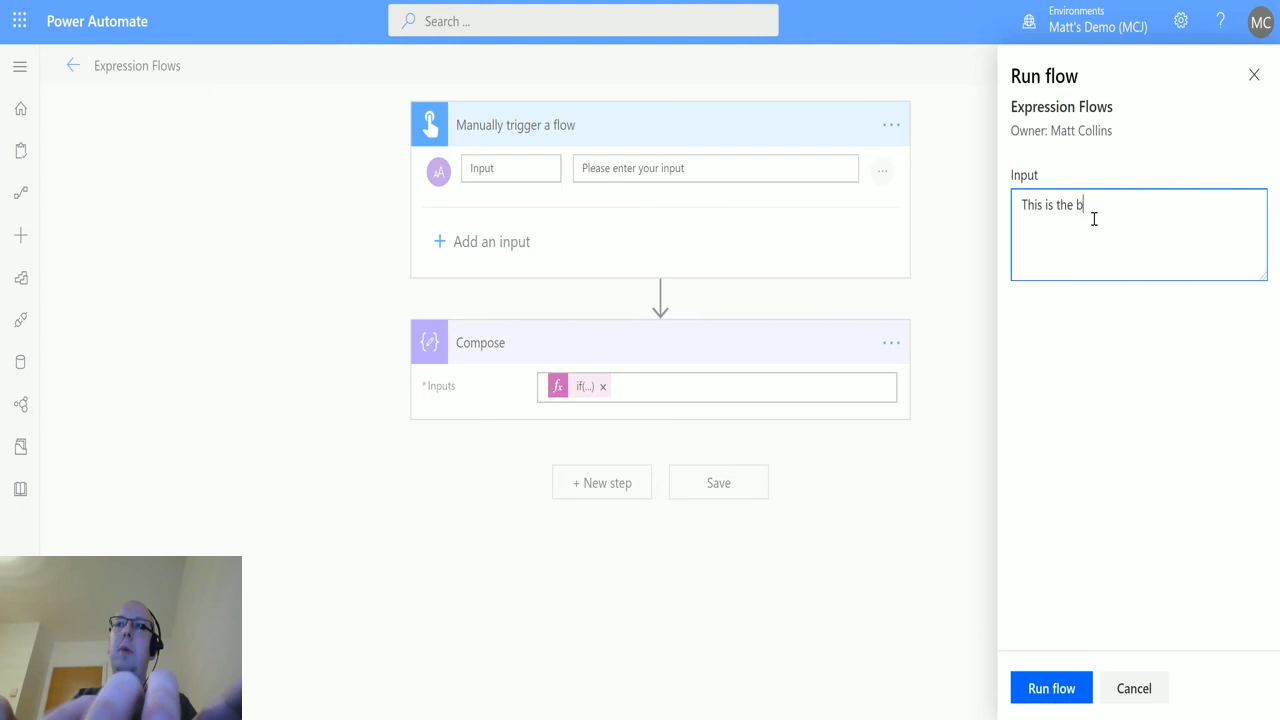 Power Automate
Search ...
Environments
Matt's Demo (MCJ)
MC
Expression Flows
Run flow
Expression Flows
Owner: Matt Collins
Manually trigger a flow
AA
Input
Please enter your input
Input
This is the b
+ Add an input
Compose
* Inputs
fx if(...) x
+ New step
Save
Run flow
Cancel